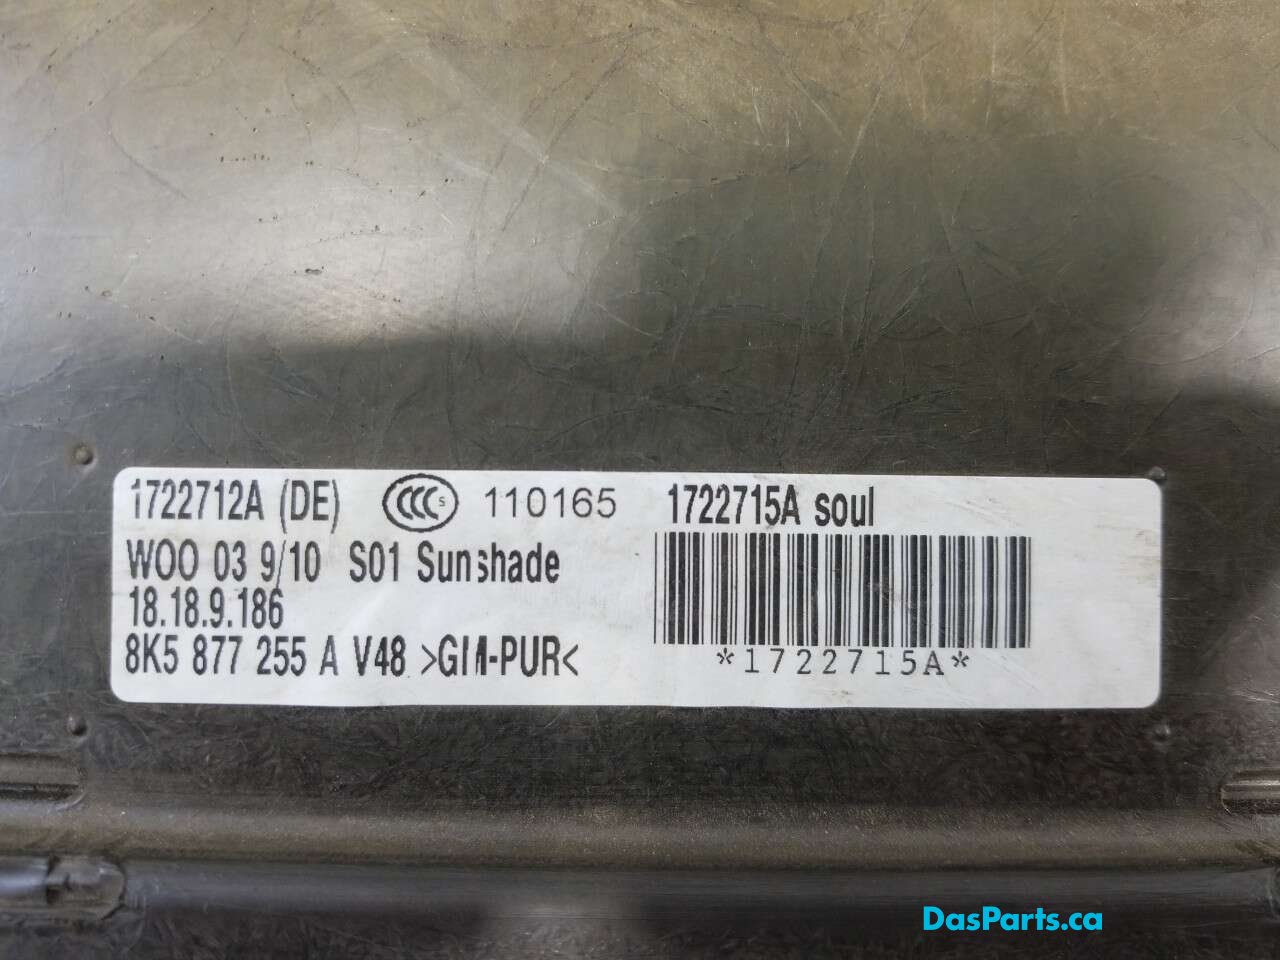 1722712A (DE) CCC S 110165 1722715A soul
WOO 03 9/10 S01 Sunshade
18.18.9.186
8K5 877 255 A V48 >GM-PUR<
*1722715A*
DasParts.ca